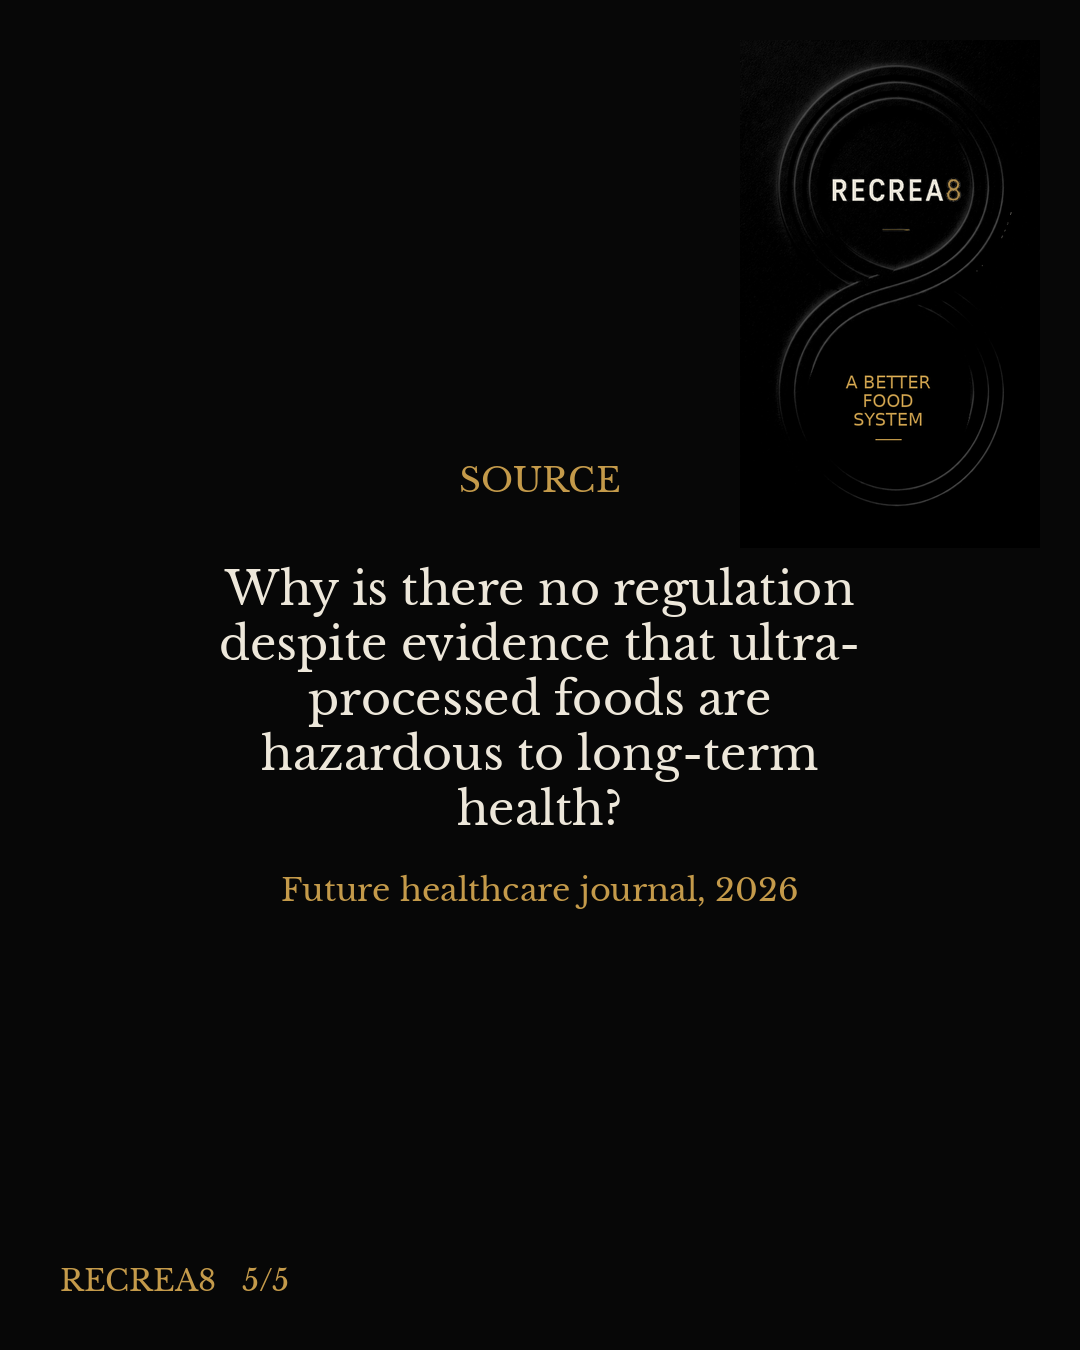 RECREA8
A BETTER
FOOD
SYSTEM
SOURCE
Why is there no regulation
despite evidence that ultra-
processed foods are
hazardous to long-term
health?
Future healthcare journal, 2026
RECREA8 5/5